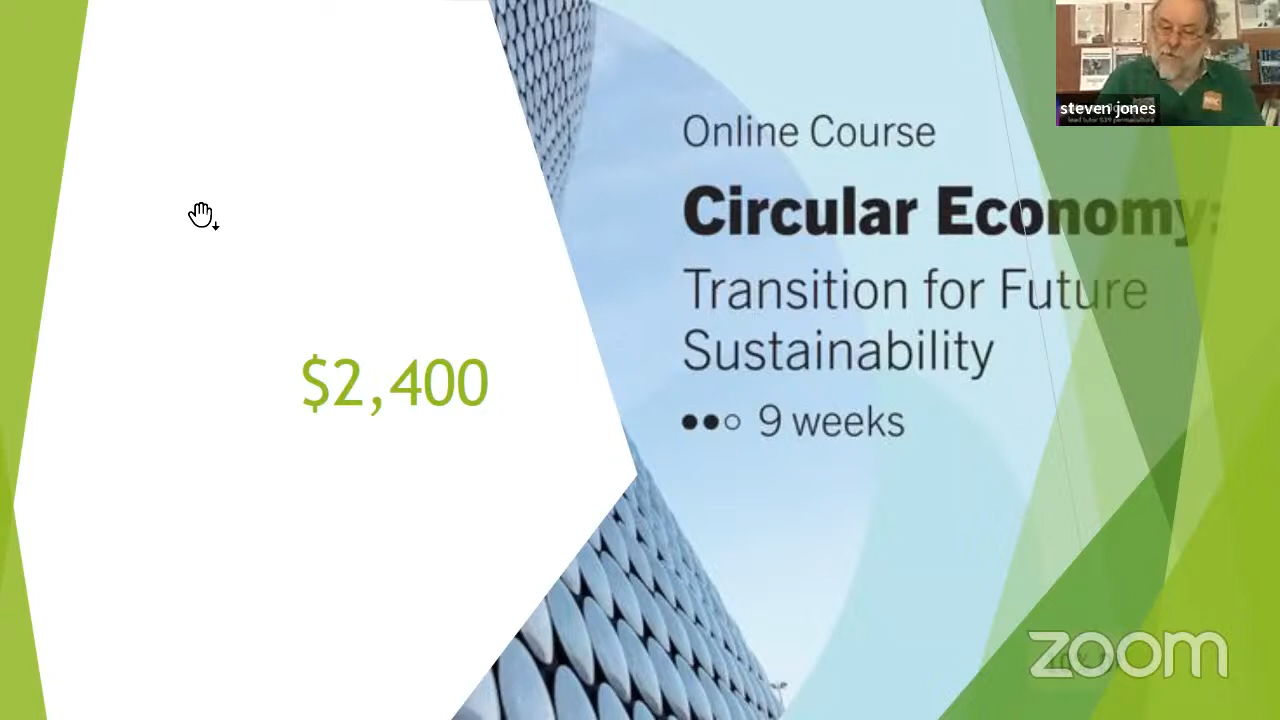 Online Course
Circular Economy:
Transition for Future
Sustainability
9 weeks
$2,400
steven jones
zoom